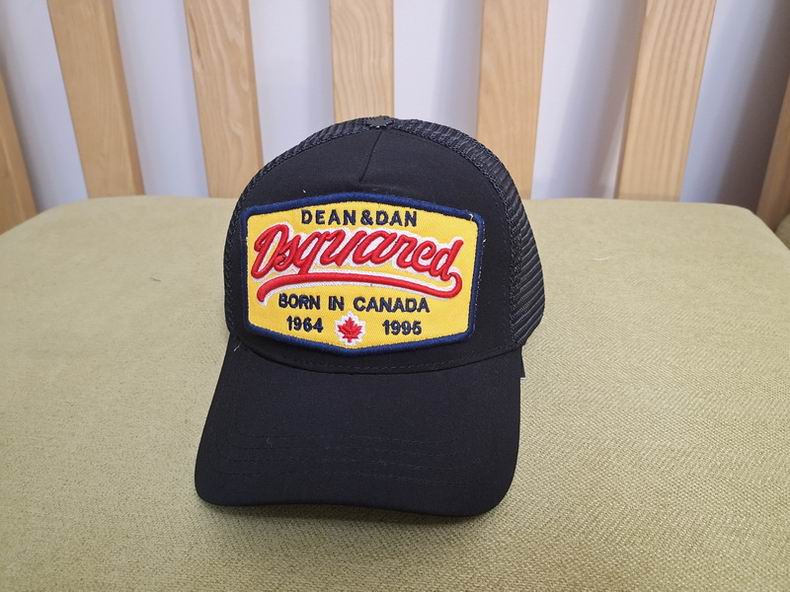 DEAN&DAN
Dsquared
BORN IN CANADA
1964 1995